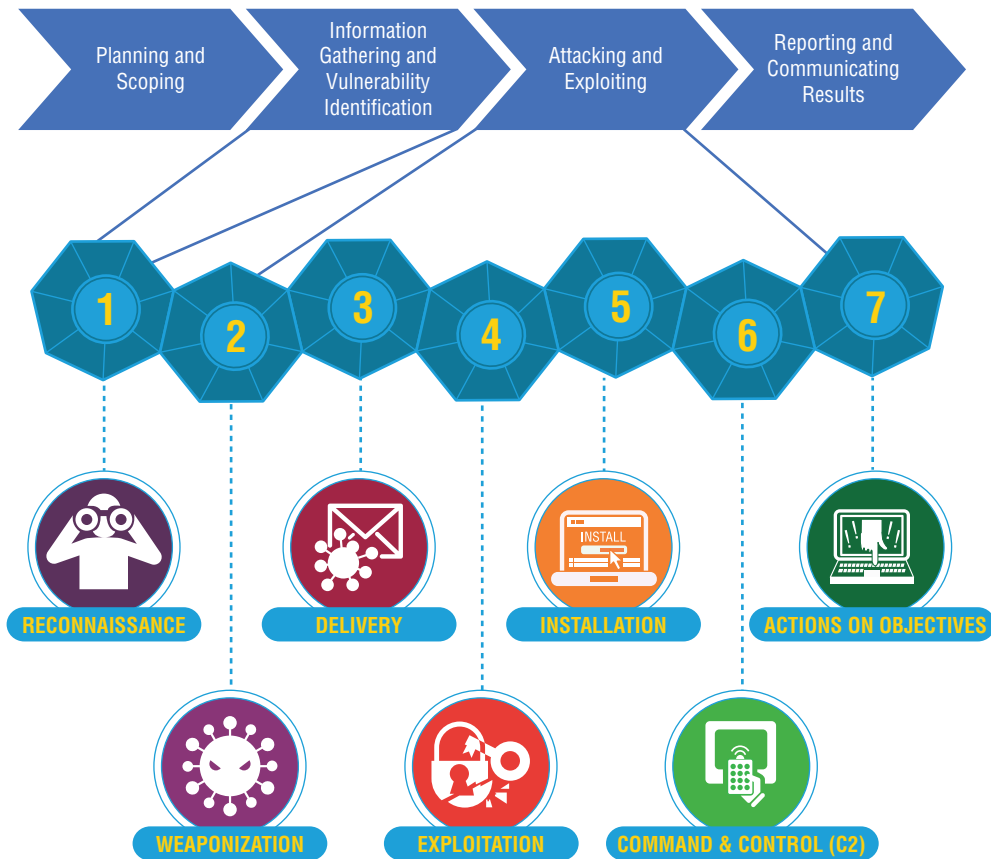 Planning and
Scoping
Information
Gathering and
Vulnerability
Identification
Attacking and
Exploiting
Reporting and
Communicating
Results
1
2
3
4
5
6
7
INSTALL
RECONNAISSANCE
DELIVERY
INSTALLATION
ACTIONS ON OBJECTIVES
WEAPONIZATION
EXPLOITATION
COMMAND & CONTROL (C2)